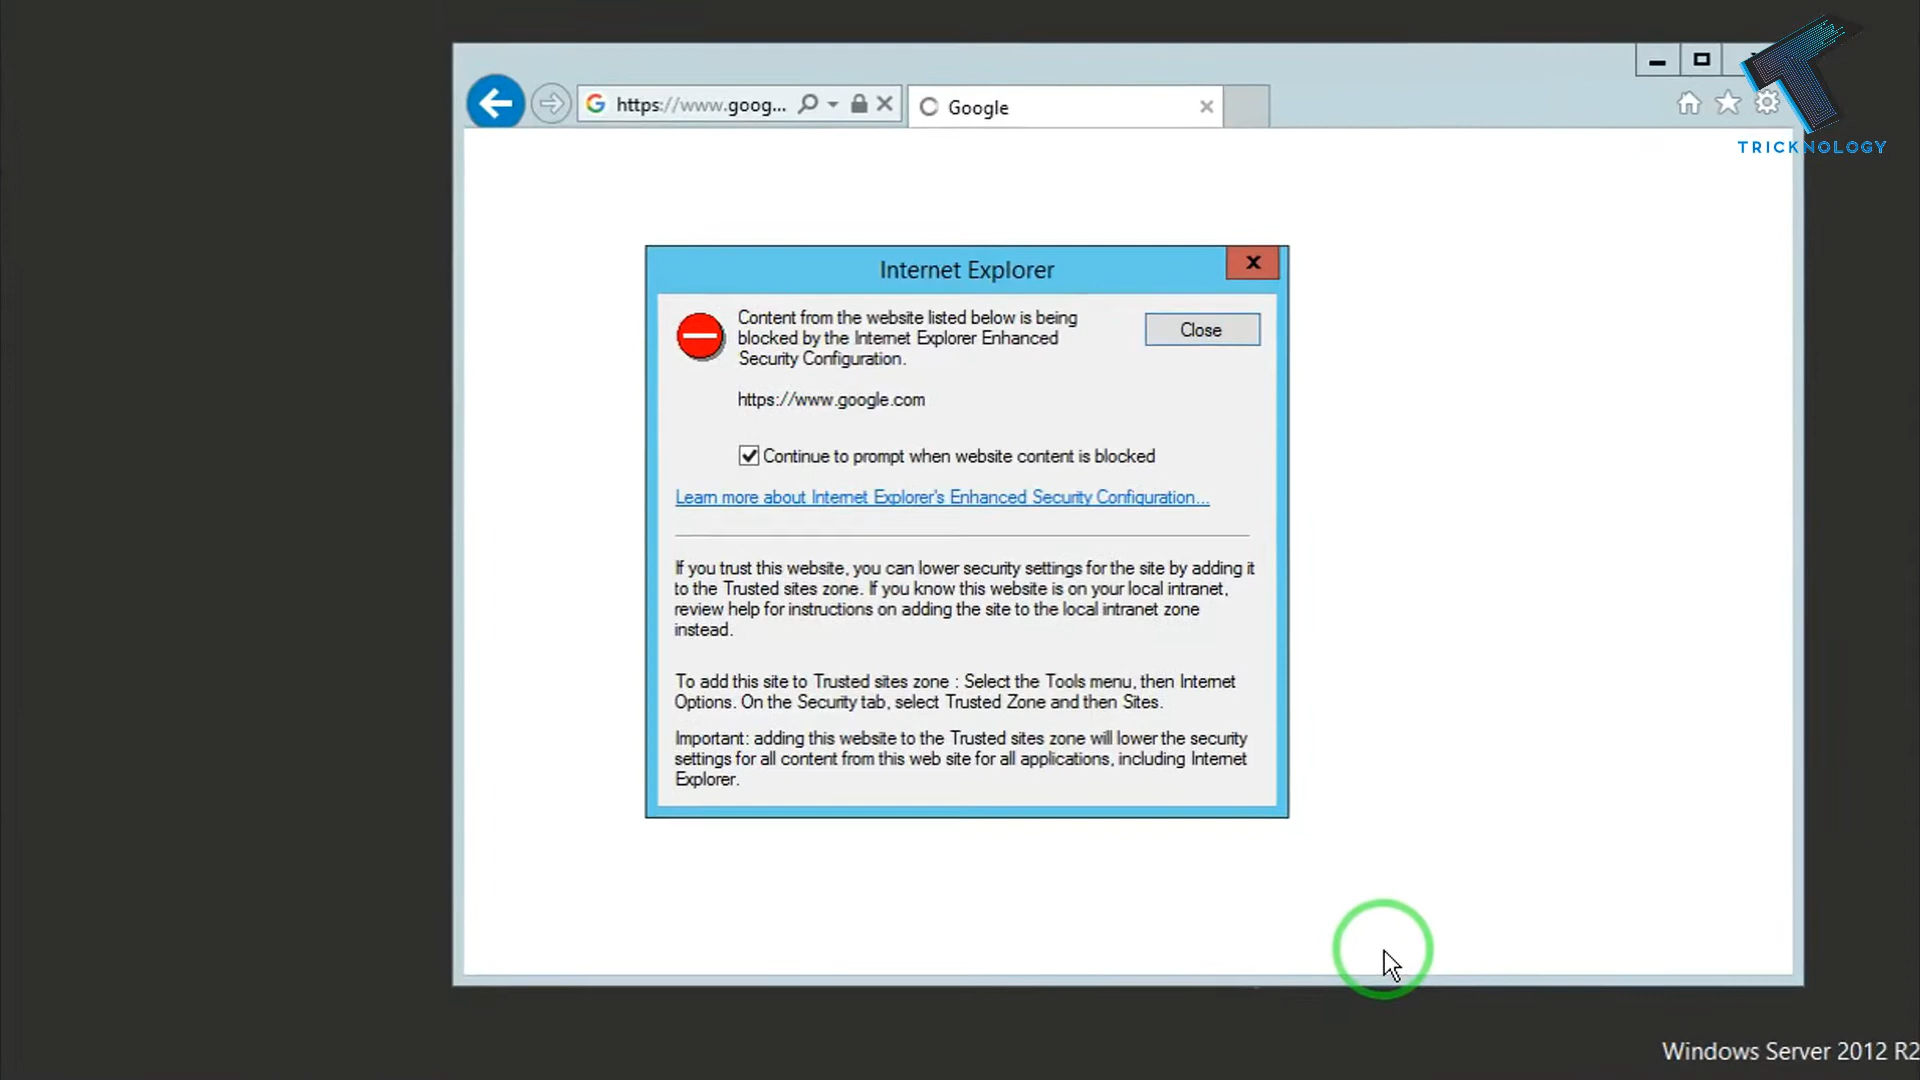 https://www.goog...
Google
TRICKNOLOGY
Internet Explorer
Content from the website listed below is being
blocked by the Internet Explorer Enhanced
Security Configuration.
Close
https://www.google.com
Continue to prompt when website content is blocked
Learn more about Internet Explorer's Enhanced Security Configuration...
If you trust this website, you can lower security settings for the site by adding it
to the Trusted sites zone. If you know this website is on your local intranet,
review help for instructions on adding the site to the local intranet zone
instead.
To add this site to Trusted sites zone : Select the Tools menu, then Internet
Options. On the Security tab, select Trusted Zone and then Sites.
Important: adding this website to the Trusted sites zone will lower the security
settings for all content from this web site for all applications, including Internet
Explorer.
Windows Server 2012 R2